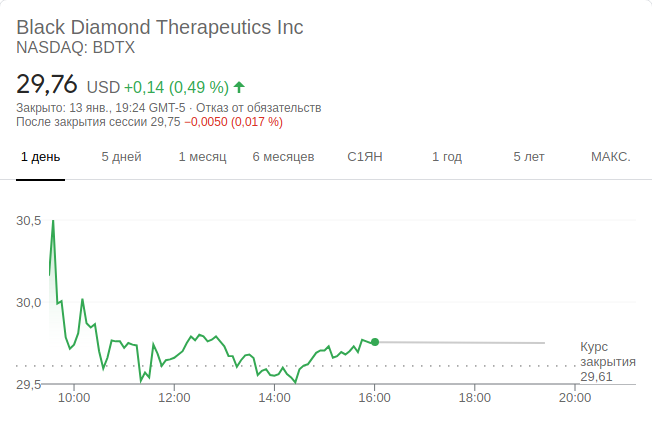 Black Diamond Therapeutics Inc
NASDAQ: BDTX
29,76 USD +0,14 (0,49 %)
Закрыто: 13 янв., 19:24 GMT-5 · Отказ от обязательств
После закрытия сессии 29,75 −0,0050 (0,017 %)
1 день 5 дней 1 месяц 6 месяцев С1ЯН 1 год 5 лет МАКС.
30,5
30,0
29,5
Курс
закрытия
29,61
10:00 12:00 14:00 16:00 18:00 20:00